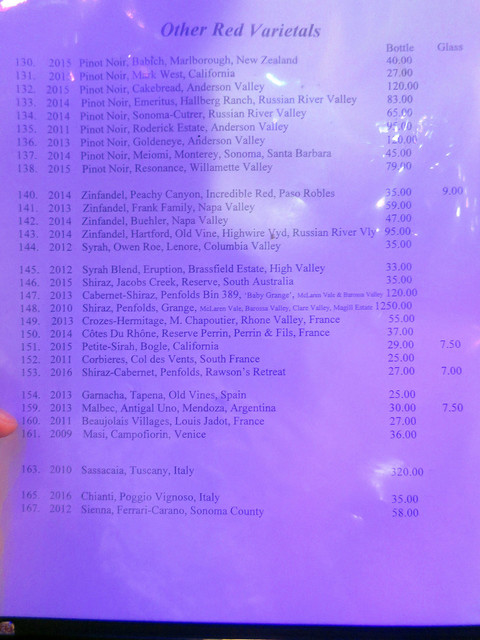 Other Red Varietals
Bottle Glass
130. 2015 Pinot Noir, Babich, Marlborough, New Zealand 40.00
131. Pinot Noir, Mark West, California 27.00
132. 2015 Pinot Noir, Cakebread, Anderson Valley 120.00
133. 2014 Pinot Noir, Emeritus, Hallberg Ranch, Russian River Valley 83.00
134. 2014 Pinot Noir, Sonoma-Cutrer, Russian River Valley 65.00
135. 2011 Pinot Noir, Roderick Estate, Anderson Valley
136. 2013 Pinot Noir, Goldeneye, Anderson Valley
137. 2014 Pinot Noir, Meiomi, Monterey, Sonoma, Santa Barbara 45.00
138. 2015 Pinot Noir, Resonance, Willamette Valley 79.00
140. 2014 Zinfandel, Peachy Canyon, Incredible Red, Paso Robles 35.00 9.00
141. 2013 Zinfandel, Frank Family, Napa Valley 59.00
142. 2014 Zinfandel, Buehler, Napa Valley 47.00
143. 2014 Zinfandel, Hartford, Old Vine, Highwire Vyd, Russian River Vly 95.00
144. 2012 Syrah, Owen Roe, Lenore, Columbia Valley 35.00
145. 2012 Syrah Blend, Eruption, Brassfield Estate, High Valley 33.00
146. 2015 Shiraz, Jacobs Creek, Reserve, South Australia 35.00
147. 2013 Cabernet-Shiraz, Penfolds Bin 389, "Baby Grange", McLaren Vale & Barossa Valley 120.00
148. 2010 Shiraz, Penfolds, Grange, McLaren Vale, Barossa Valley, Clare Valley, Magill Estate 1250.00
149. 2013 Crozes-Hermitage, M. Chapoutier, Rhone Valley, France 55.00
150. 2014 Côtes Du Rhône, Reserve Perrin, Perrin & Fils, France 37.00
151. 2015 Petite-Sirah, Bogle, California 29.00 7.50
152. 2011 Corbieres, Col des Vents, South France 25.00
153. 2016 Shiraz-Cabernet, Penfolds, Rawson's Retreat 27.00 7.00
154. 2013 Garnacha, Tapena, Old Vines, Spain 25.00
159. 2013 Malbec, Antigal Uno, Mendoza, Argentina 30.00 7.50
160. 2011 Beaujolais Villages, Louis Jadot, France 27.00
161. 2009 Masi, Campofiorin, Venice 36.00
163. 2010 Sassacaia, Tuscany, Italy 320.00
165. 2016 Chianti, Poggio Vignoso, Italy 35.00
167. 2012 Sienna, Ferrari-Carano, Sonoma County 58.00